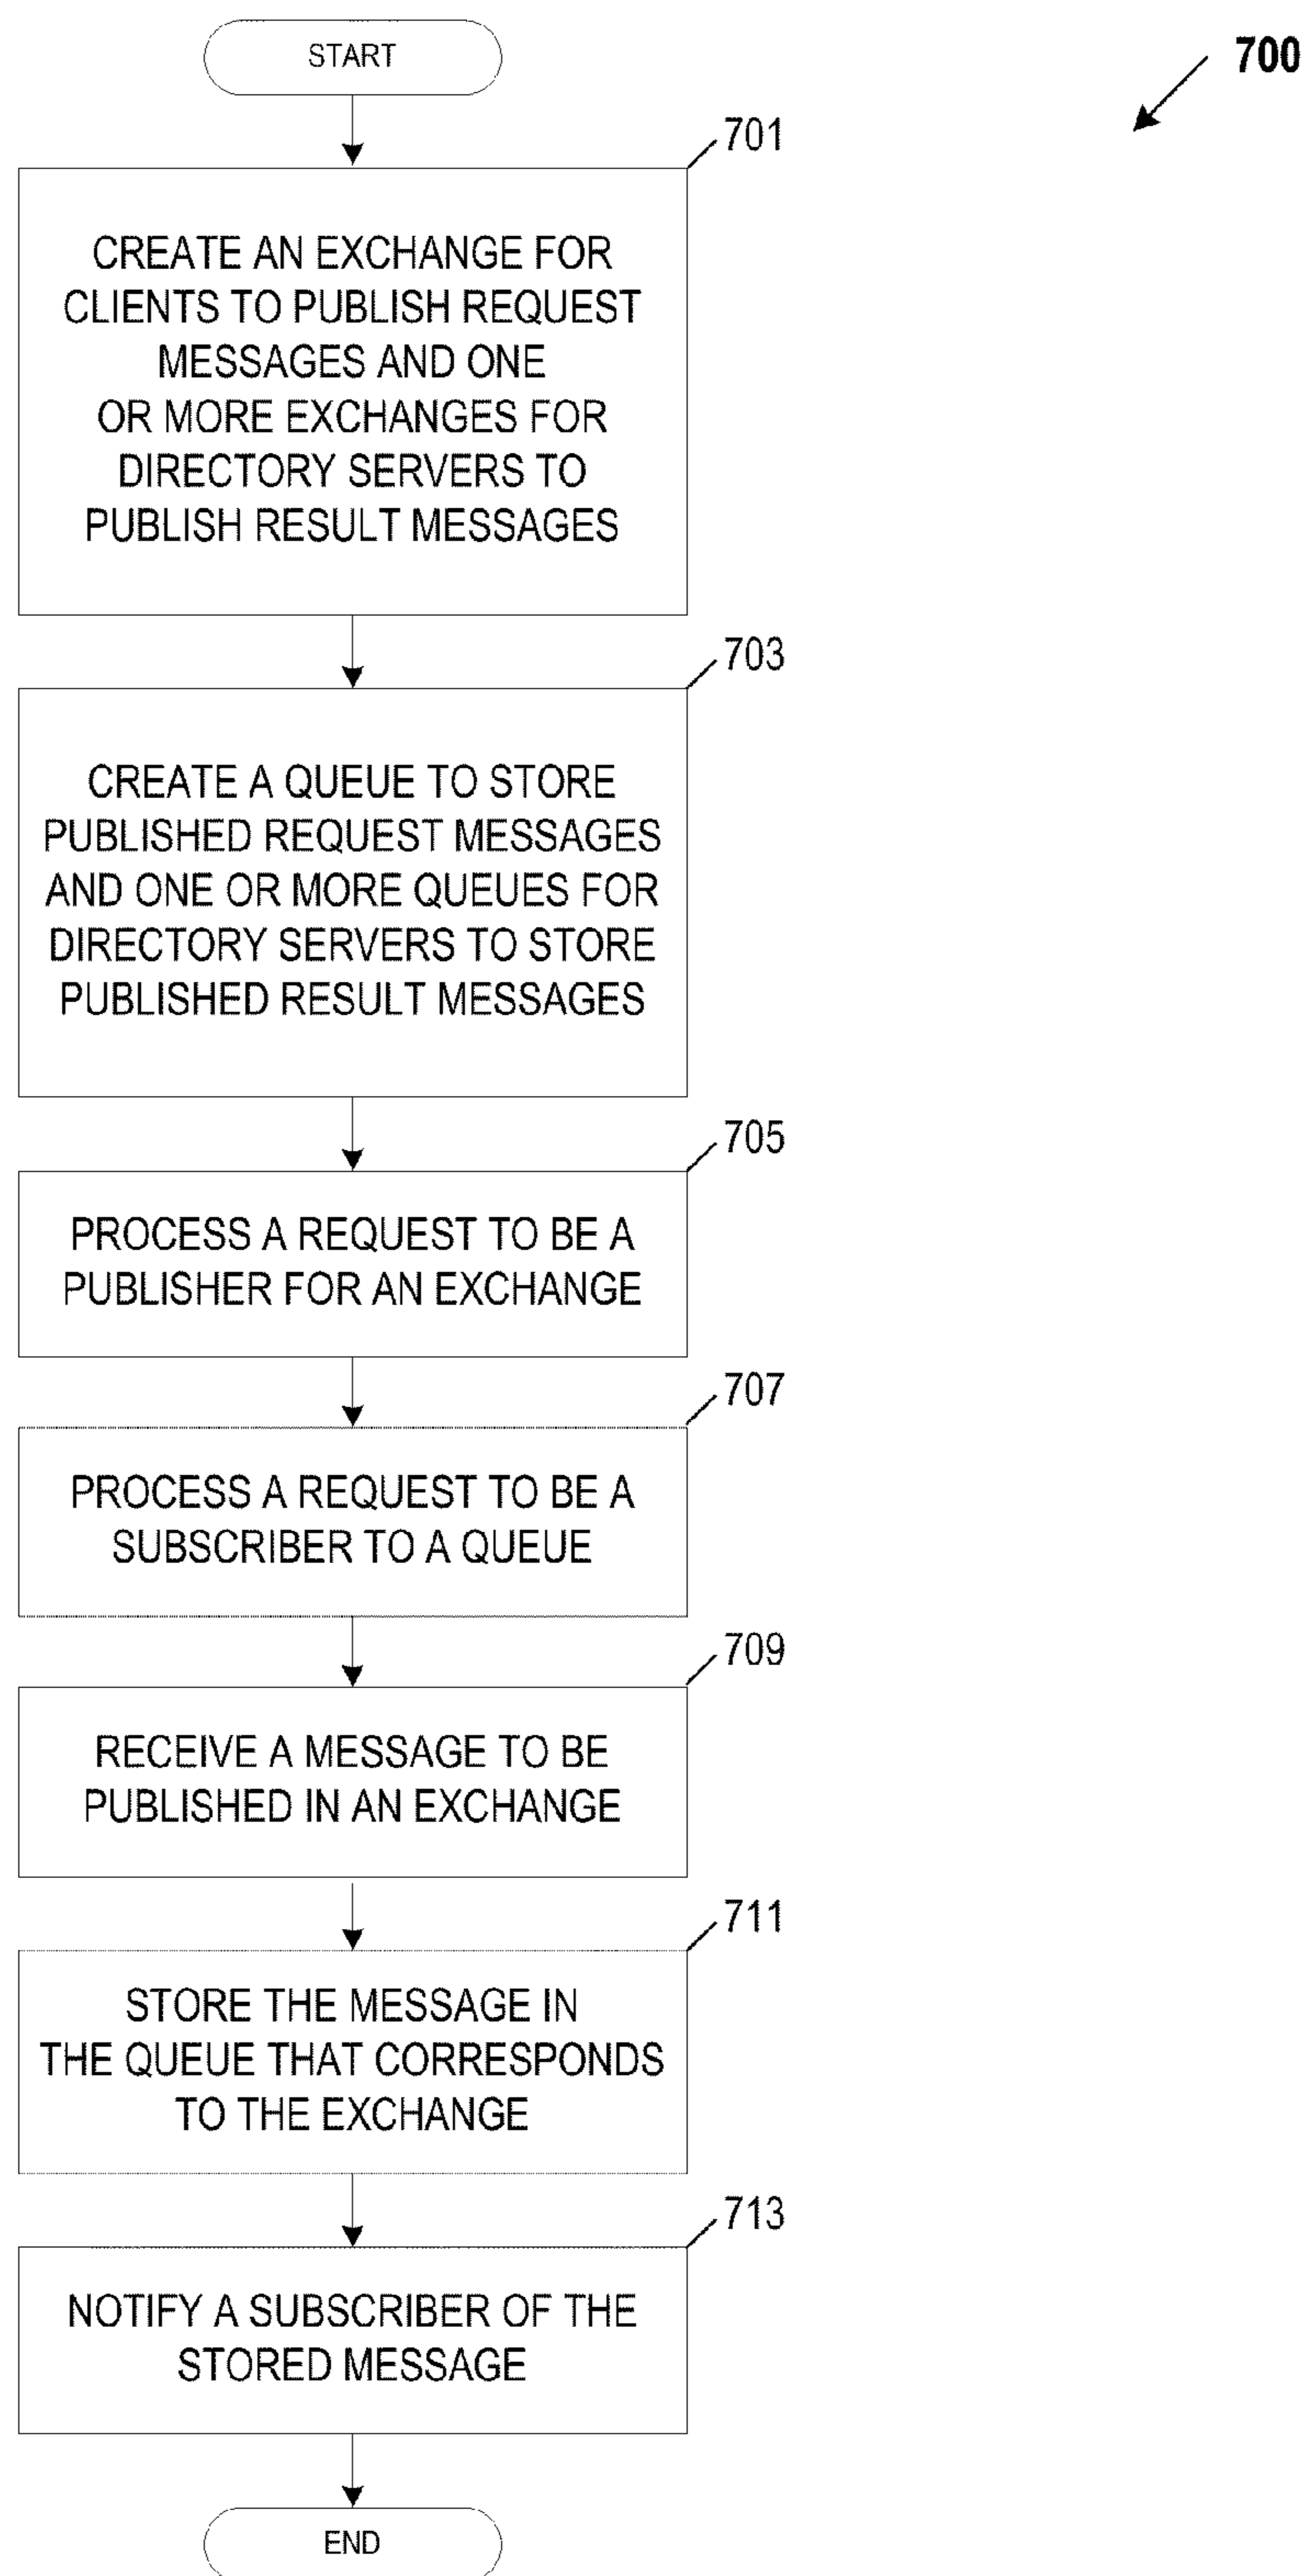 START
700
701
CREATE AN EXCHANGE FOR
CLIENTS TO PUBLISH REQUEST
MESSAGES AND ONE
OR MORE EXCHANGES FOR
DIRECTORY SERVERS TO
PUBLISH RESULT MESSAGES
703
CREATE A QUEUE TO STORE
PUBLISHED REQUEST MESSAGES
AND ONE OR MORE QUEUES FOR
DIRECTORY SERVERS TO STORE
PUBLISHED RESULT MESSAGES
705
PROCESS A REQUEST TO BE A
PUBLISHER FOR AN EXCHANGE
707
PROCESS A REQUEST TO BE A
SUBSCRIBER TO A QUEUE
709
RECEIVE A MESSAGE TO BE
PUBLISHED IN AN EXCHANGE
711
STORE THE MESSAGE IN
THE QUEUE THAT CORRESPONDS
TO THE EXCHANGE
713
NOTIFY A SUBSCRIBER OF THE
STORED MESSAGE
END